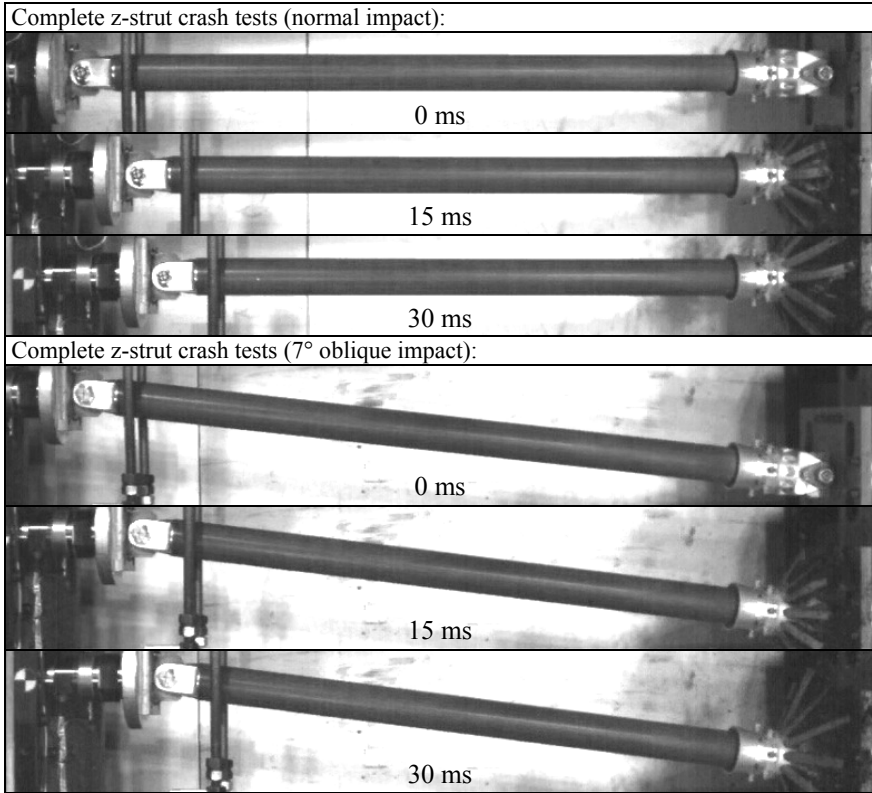 Complete z-strut crash tests (normal impact):
0 ms
15 ms
30 ms
Complete z-strut crash tests (7° oblique impact):
0 ms
15 ms
30 ms